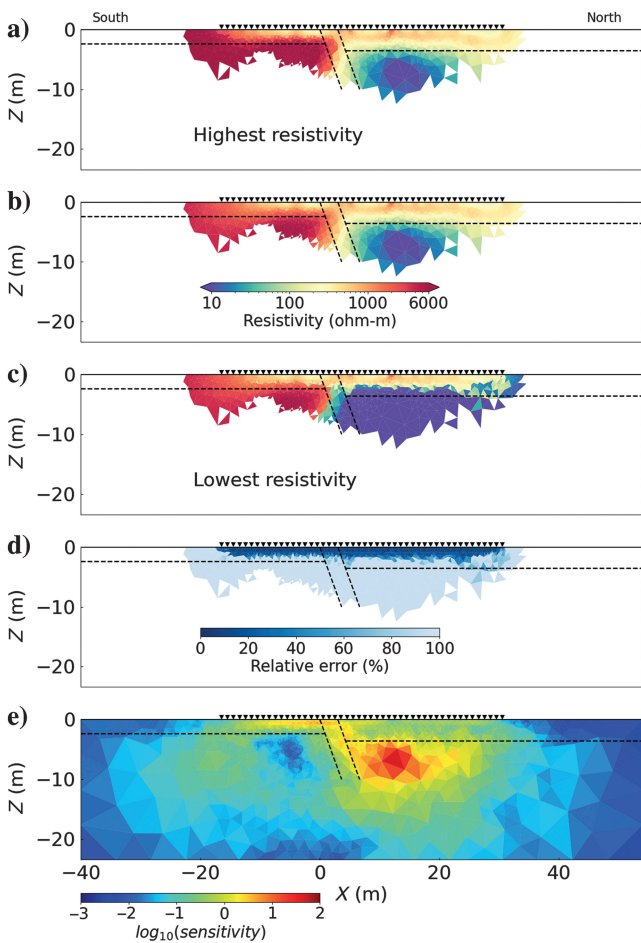 South
North
a)
0
−10
−20
Z (m)
Highest resistivity
b)
0
−10
−20
Z (m)
10
100
1000
6000
Resistivity (ohm-m)
c)
0
−10
−20
Z (m)
Lowest resistivity
d)
0
−10
−20
Z (m)
0 20 40 60 80 100
Relative error (%)
e)
0
−10
−20
Z (m)
−40 −20 0 20 40
X (m)
−3 −2 −1 0 1 2
log10(sensitivity)